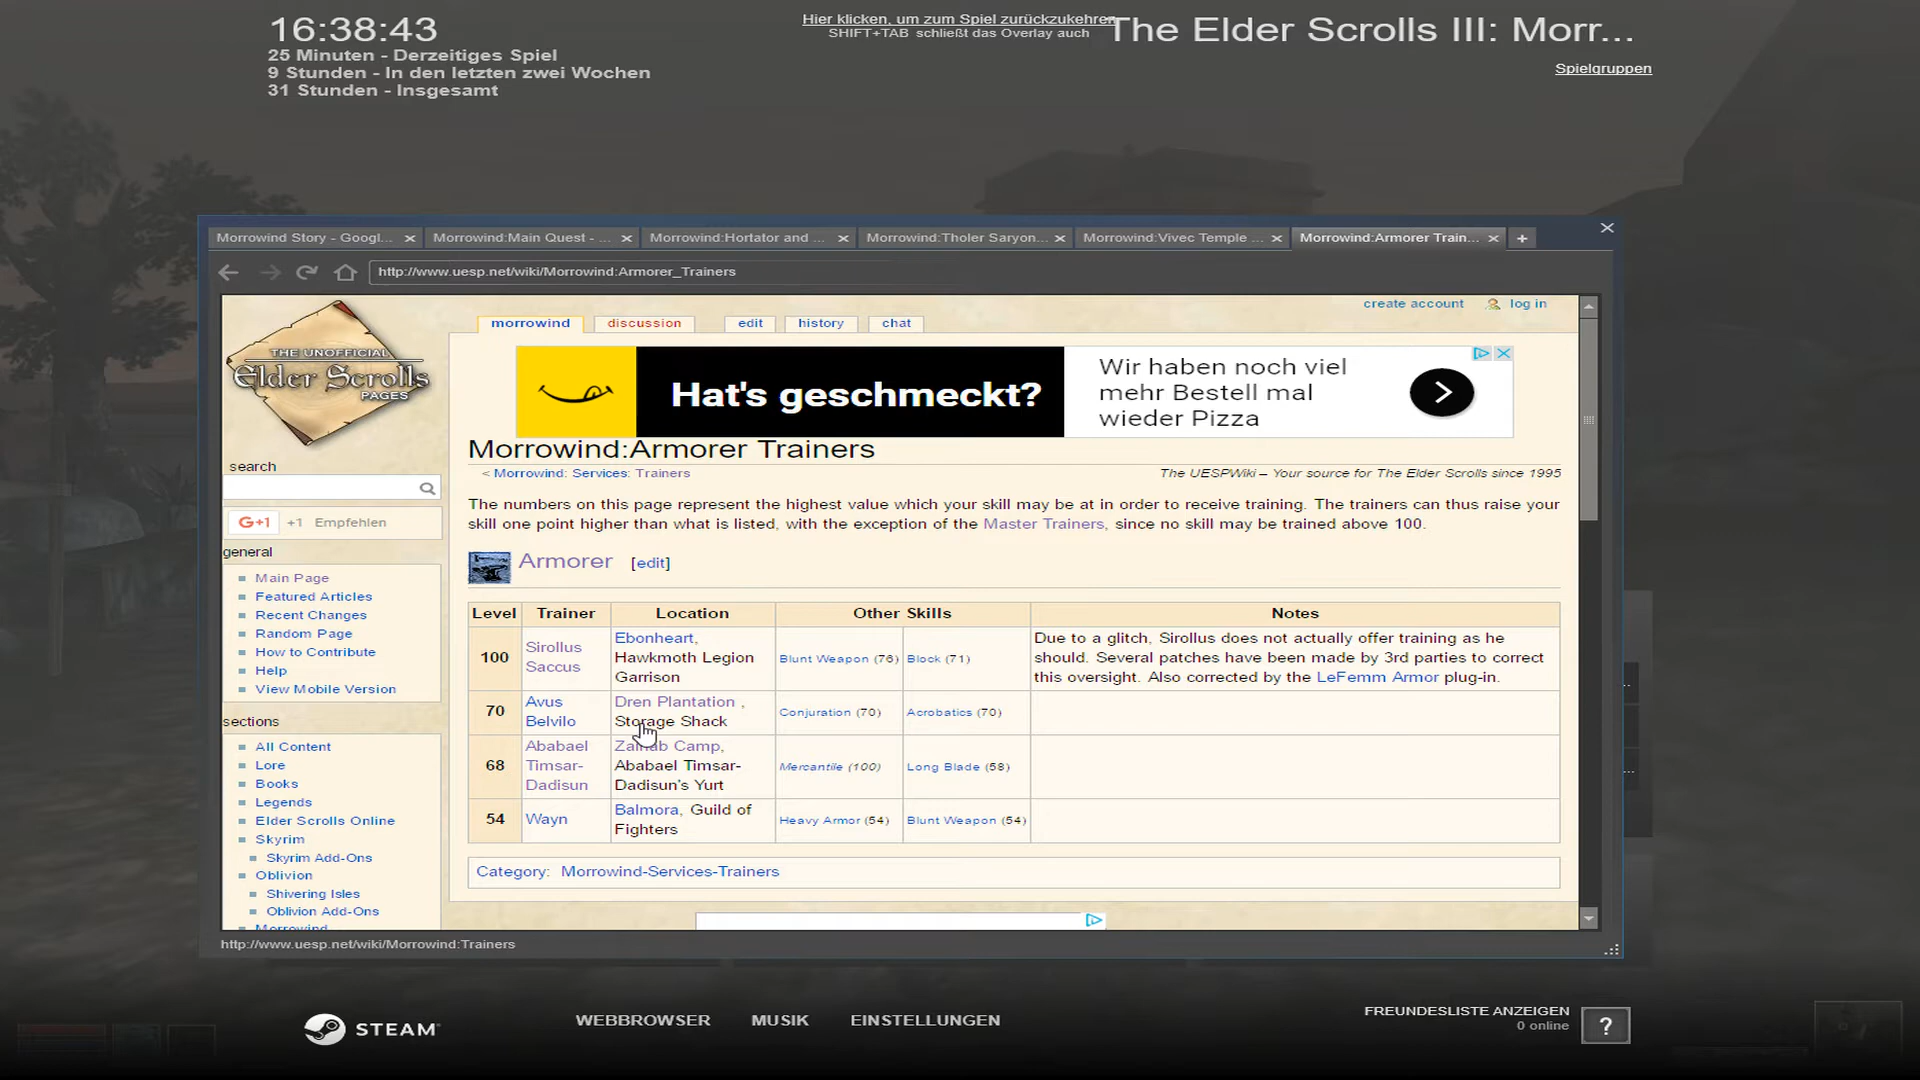 16:38:43
25 Minuten - Derzeitiges Spiel
9 Stunden - In den letzten zwei Wochen
31 Stunden - Insgesamt
Hier klicken, um zum Spiel zurückzukehren
SHIFT+TAB schließt das Overlay auch
The Elder Scrolls III: Morr...
Spielgruppen
Morrowind Story - Googl...
Morrowind:Main Quest - ...
Morrowind:Hortator and ...
Morrowind:Tholer Saryon...
Morrowind:Vivec Temple ...
Morrowind:Armorer Train...
http://www.uesp.net/wiki/Morrowind:Armorer_Trainers
THE UNOFFICIAL
Elder Scrolls
PAGES
create account
log in
morrowind
discussion
edit
history
chat
Hat's geschmeckt?
Wir haben noch viel
mehr Bestell mal
wieder Pizza
search
G+1 +1 Empfehlen
general
Main Page
Featured Articles
Recent Changes
Random Page
How to Contribute
Help
View Mobile Version
sections
All Content
Lore
Books
Legends
Elder Scrolls Online
Skyrim
Skyrim Add-Ons
Oblivion
Shivering Isles
Oblivion Add-Ons
Morrowind
Morrowind:Armorer Trainers
< Morrowind: Services: Trainers
The UESPWiki – Your source for The Elder Scrolls since 1995
The numbers on this page represent the highest value which your skill may be at in order to receive training. The trainers can thus raise your
skill one point higher than what is listed, with the exception of the Master Trainers, since no skill may be trained above 100.
Armorer [edit]
Level Trainer Location Other Skills Notes
100
Sirollus
Saccus
Ebonheart,
Hawkmoth Legion
Garrison
Blunt Weapon (76)
Block (71)
Due to a glitch, Sirollus does not actually offer training as he
should. Several patches have been made by 3rd parties to correct
this oversight. Also corrected by the LeFemm Armor plug-in.
70
Avus
Belvilo
Dren Plantation ,
Storage Shack
Conjuration (70)
Acrobatics (70)
68
Ababael
Timsar-
Dadisun
Zainab Camp,
Ababael Timsar-
Dadisun's Yurt
Mercantile (100)
Long Blade (58)
54
Wayn
Balmora, Guild of
Fighters
Heavy Armor (54)
Blunt Weapon (54)
Category: Morrowind-Services-Trainers
http://www.uesp.net/wiki/Morrowind:Trainers
STEAM
WEBBROWSER
MUSIK
EINSTELLUNGEN
FREUNDESLISTE ANZEIGEN
0 online
?